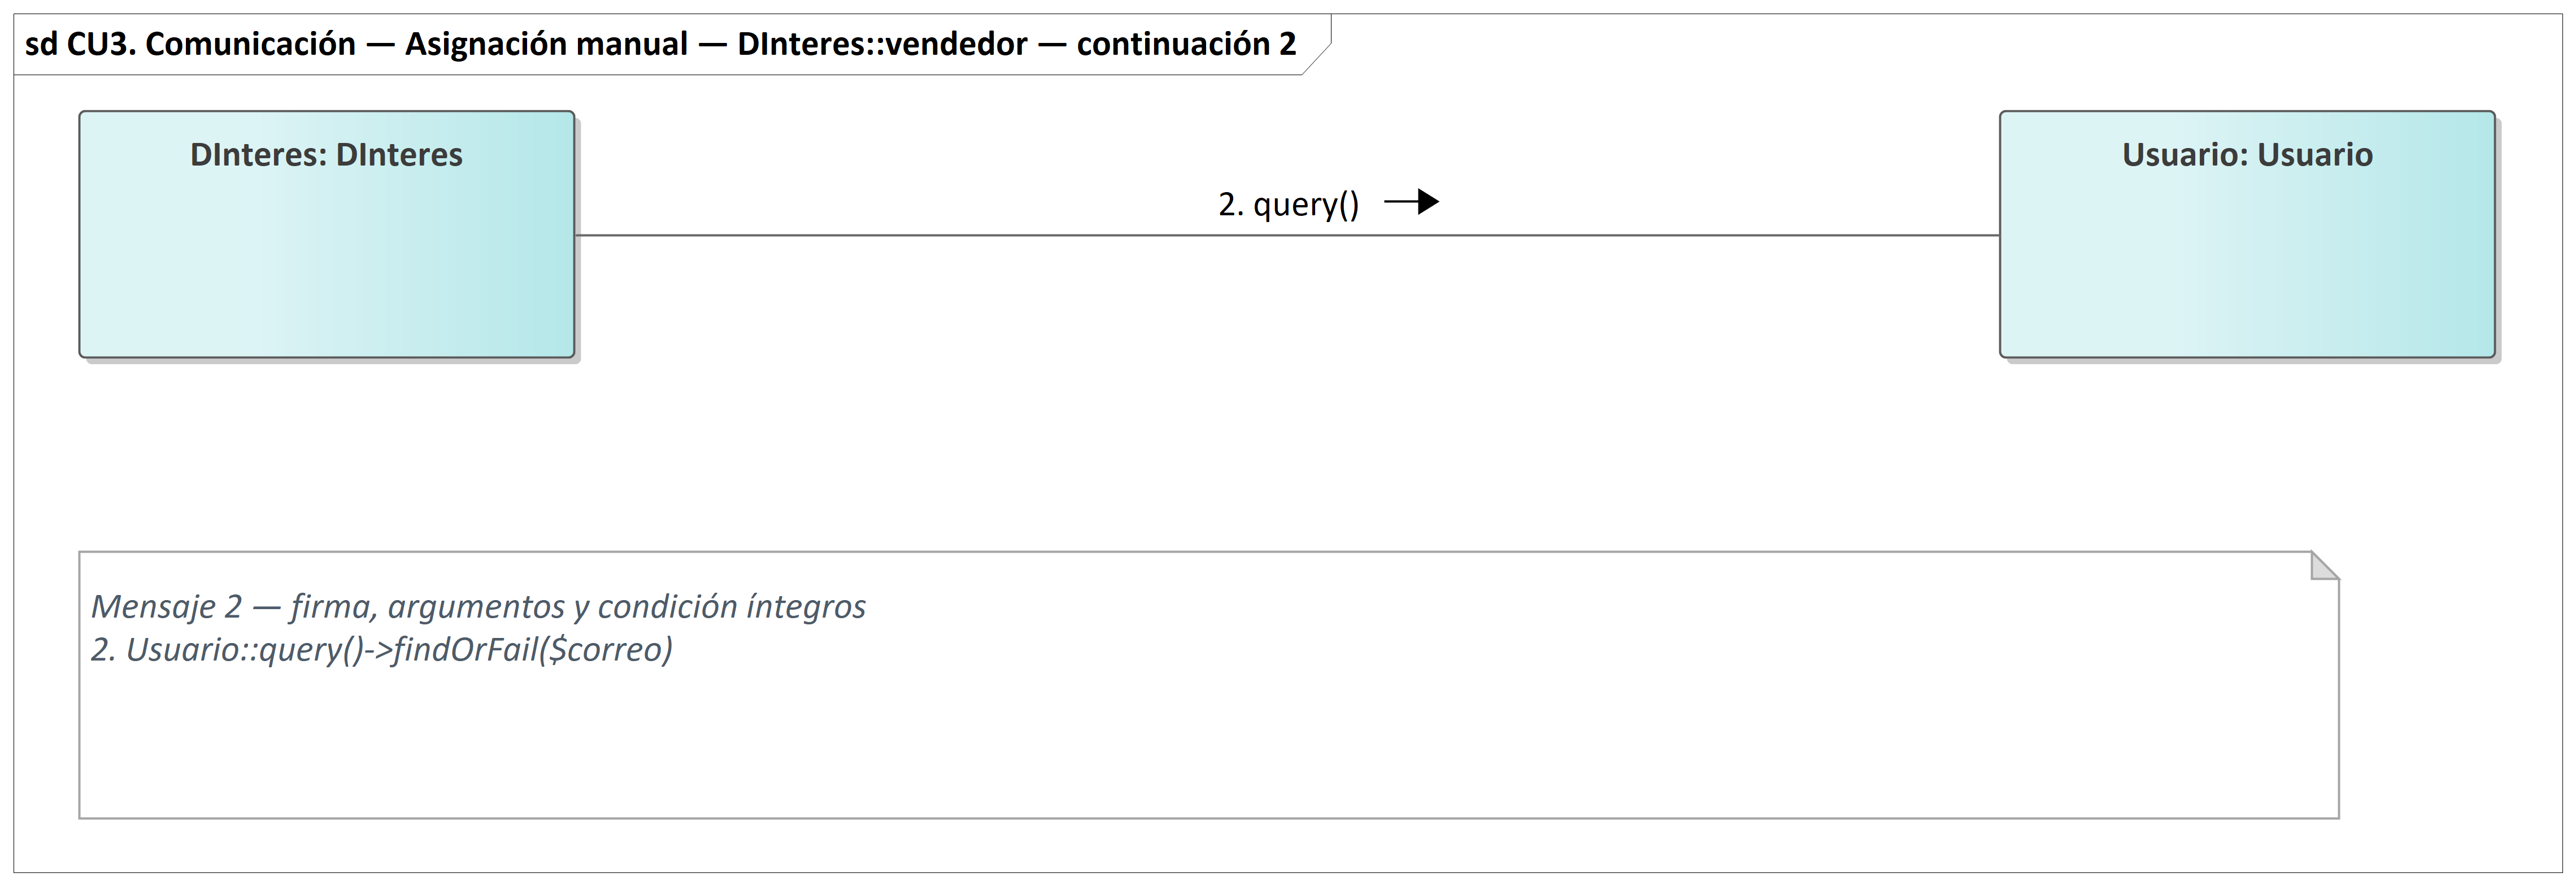 sd CU3. Comunicación — Asignación manual — DInteres::vendedor — continuación 2
DInteres: DInteres
Usuario: Usuario
2. query()
Mensaje 2 — firma, argumentos y condición íntegros
2. Usuario::query()->findOrFail($correo)